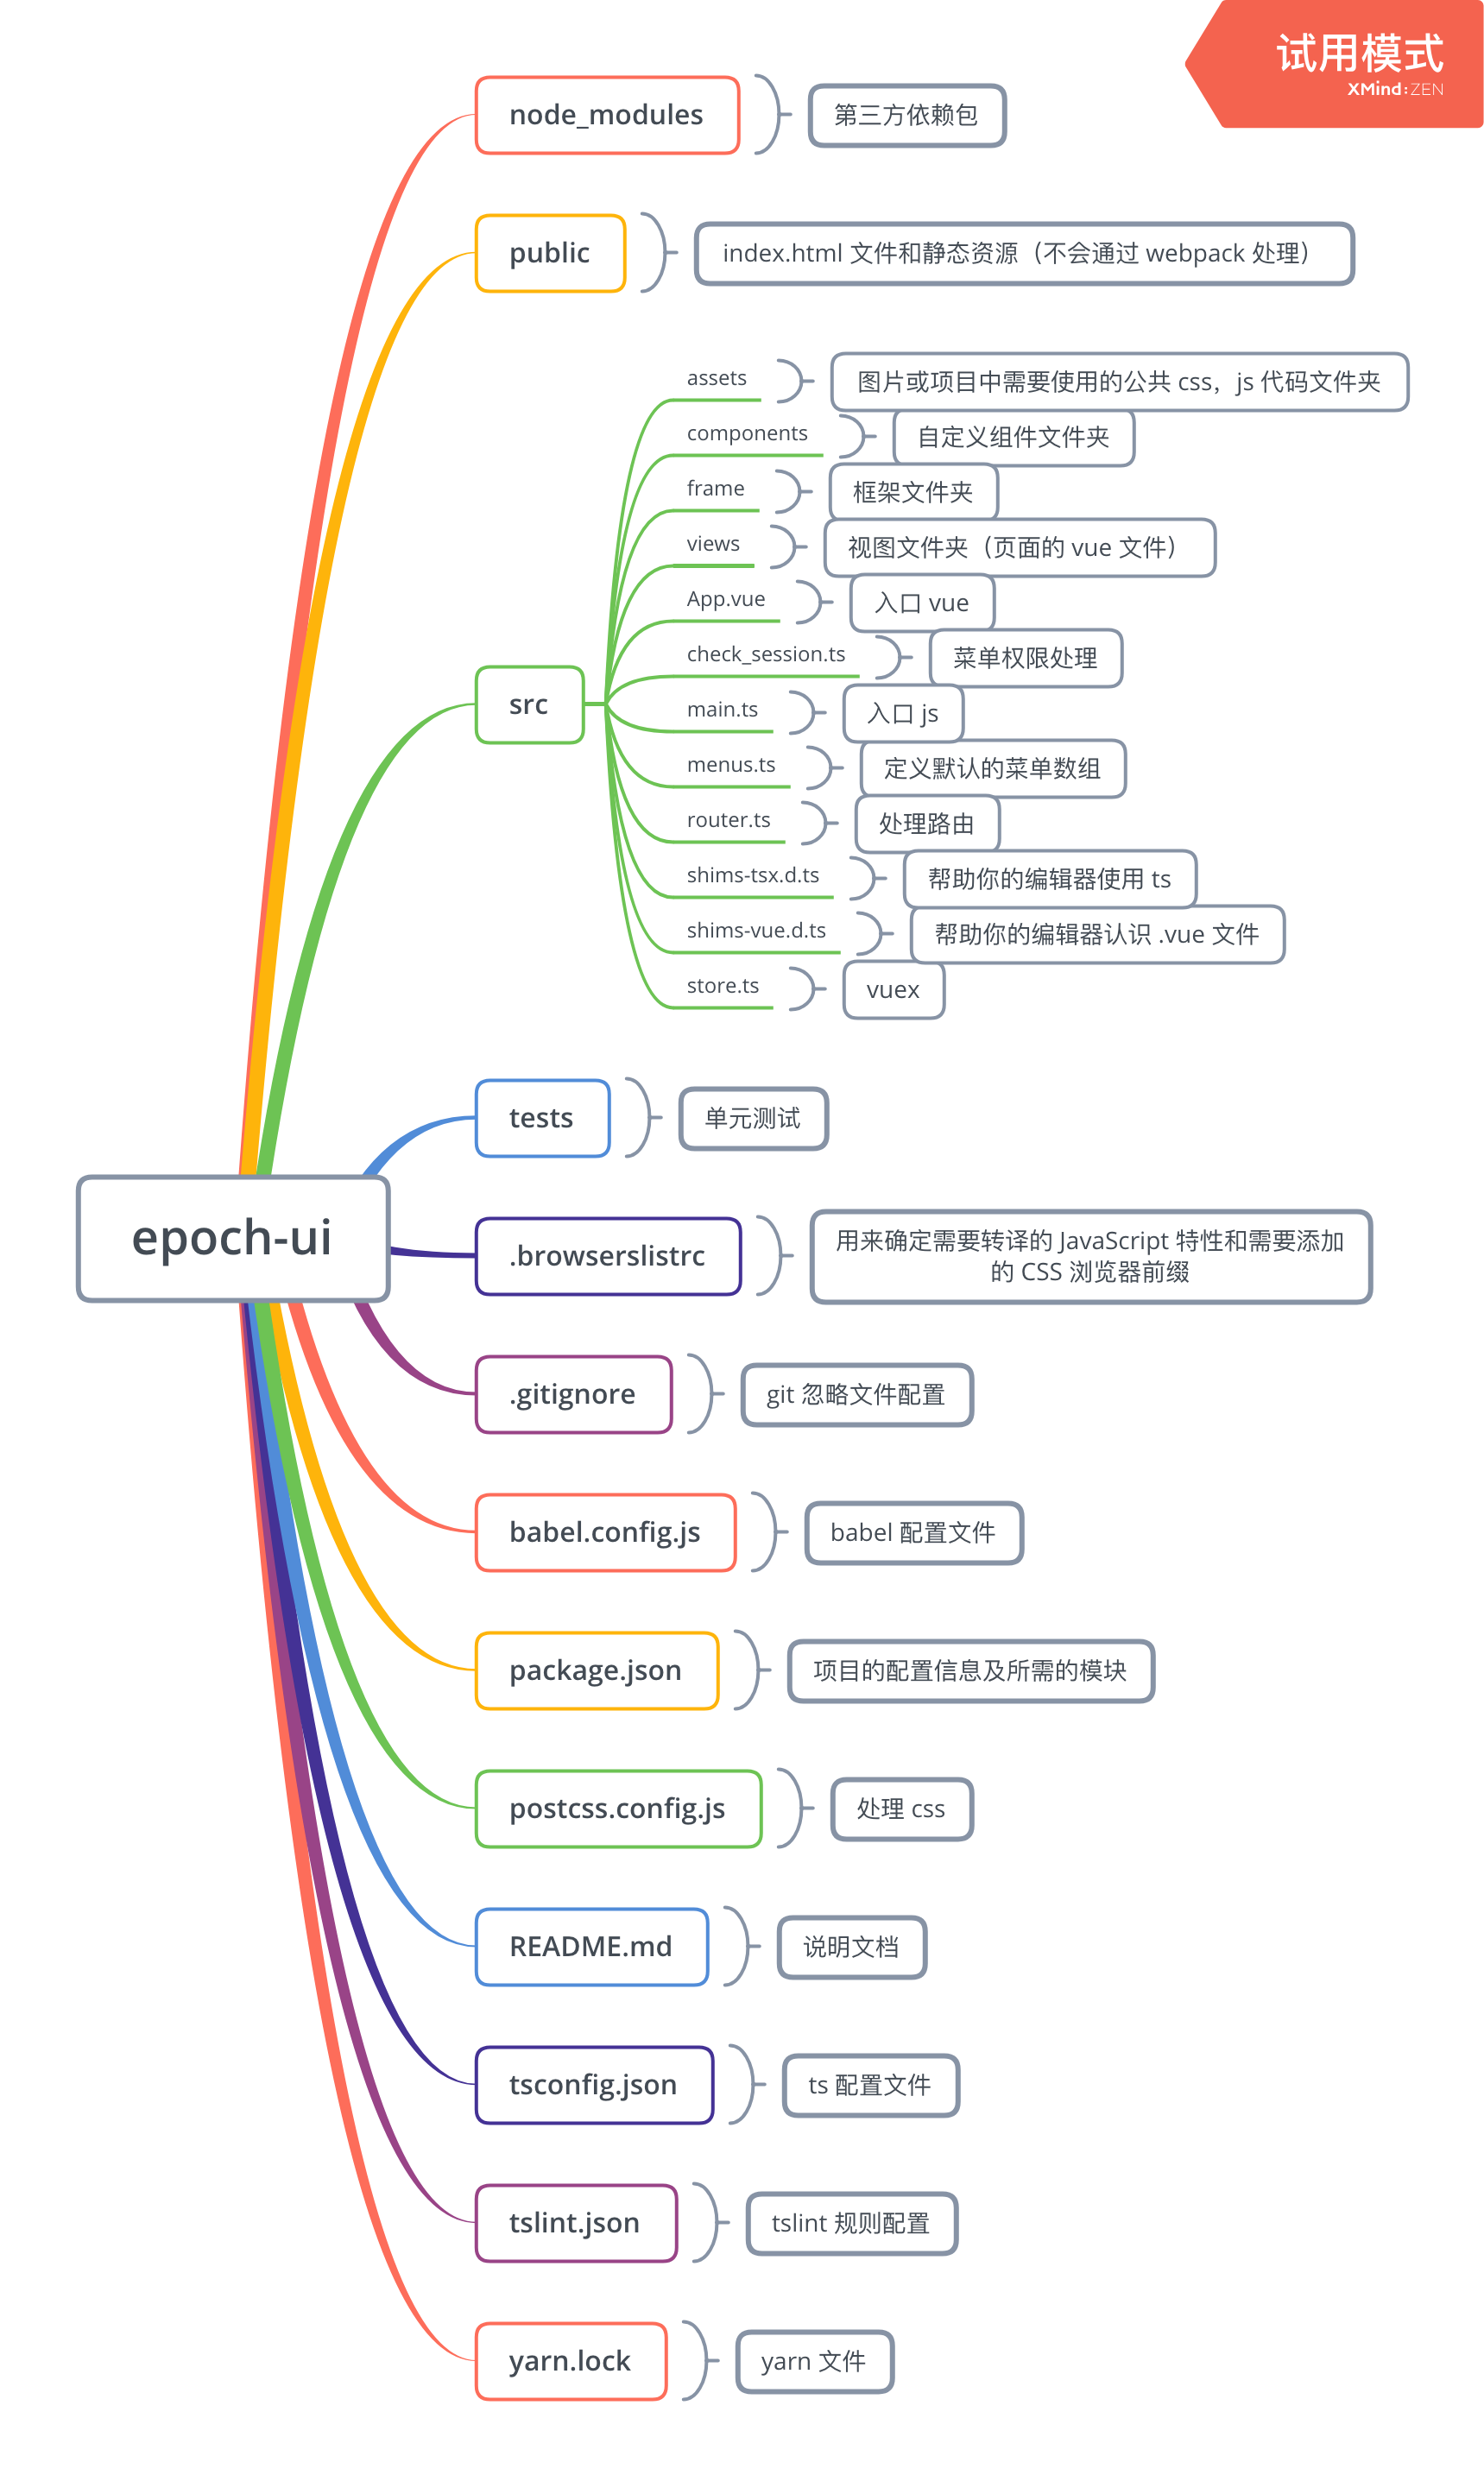 试用模式
XMind:ZEN
node_modules
第三方依赖包
public
index.html 文件和静态资源（不会通过 webpack 处理）
assets
图片或项目中需要使用的公共 css，js 代码文件夹
components
自定义组件文件夹
frame
框架文件夹
views
视图文件夹（页面的 vue 文件）
App.vue
入口 vue
check_session.ts
菜单权限处理
src
main.ts
入口 js
menus.ts
定义默认的菜单数组
router.ts
处理路由
shims-tsx.d.ts
帮助你的编辑器使用 ts
shims-vue.d.ts
帮助你的编辑器认识 .vue 文件
store.ts
vuex
tests
单元测试
epoch-ui
.browserslistrc
用来确定需要转译的 JavaScript 特性和需要添加
的 CSS 浏览器前缀
.gitignore
git 忽略文件配置
babel.config.js
babel 配置文件
package.json
项目的配置信息及所需的模块
postcss.config.js
处理 css
README.md
说明文档
tsconfig.json
ts 配置文件
tslint.json
tslint 规则配置
yarn.lock
yarn 文件